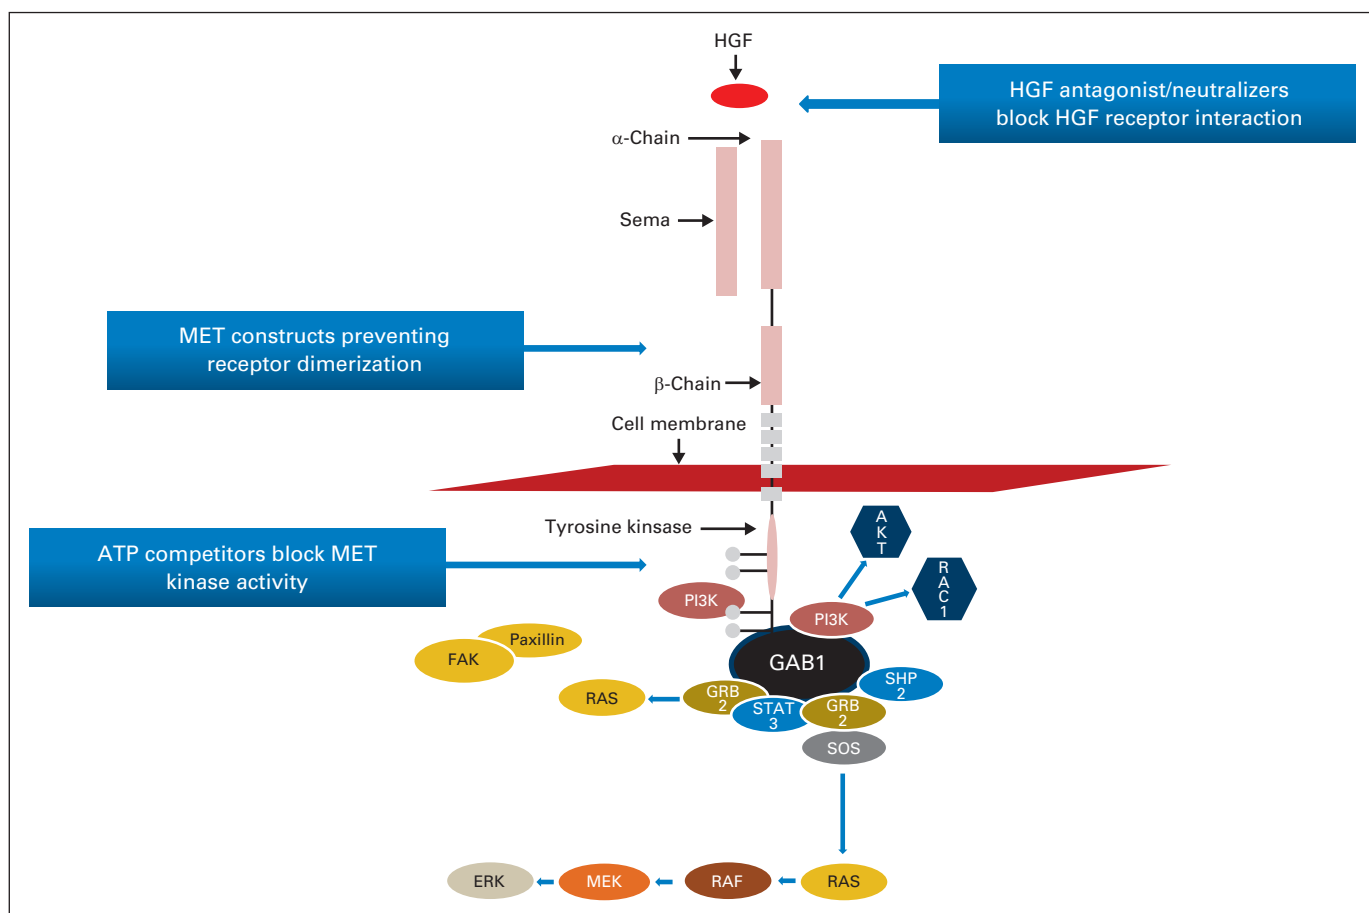 HGF
HGF antagonist/neutralizers
block HGF receptor interaction
α-Chain
Sema
MET constructs preventing
receptor dimerization
β-Chain
Cell membrane
Tyrosine kinsase
ATP competitors block MET
kinase activity
AKT
RAC1
PI3K
PI3K
Paxillin
FAK
GAB1
SHP
2
RAS
GRB
2
STAT
3
GRB
2
SOS
ERK
MEK
RAF
RAS